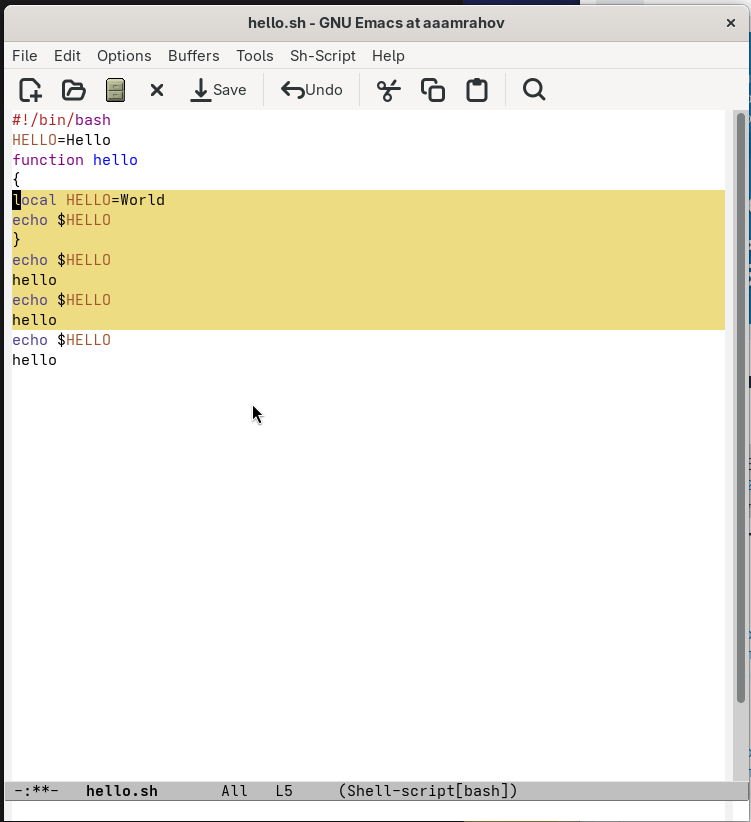 hello.sh - GNU Emacs at aaamrahov
File Edit Options Buffers Tools Sh-Script Help
Save Undo
#!/bin/bash
HELLO=Hello
function hello
{
local HELLO=World
echo $HELLO
}
echo $HELLO
hello
echo $HELLO
hello
echo $HELLO
hello
-:**- hello.sh All L5 (Shell-script[bash])